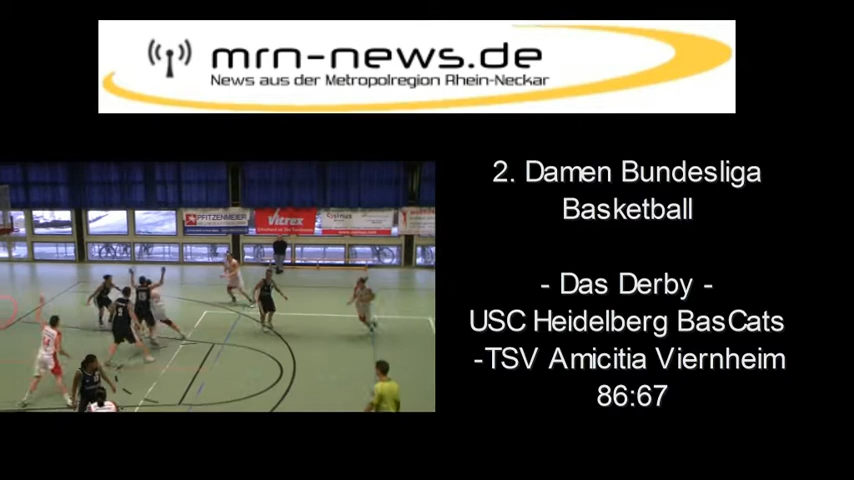 mrn-news.de
News aus der Metropolregion Rhein-Neckar
2. Damen Bundesliga
Basketball
- Das Derby -
USC Heidelberg BasCats
-TSV Amicitia Viernheim
86:67
PFITZENMEIER
Vitrex